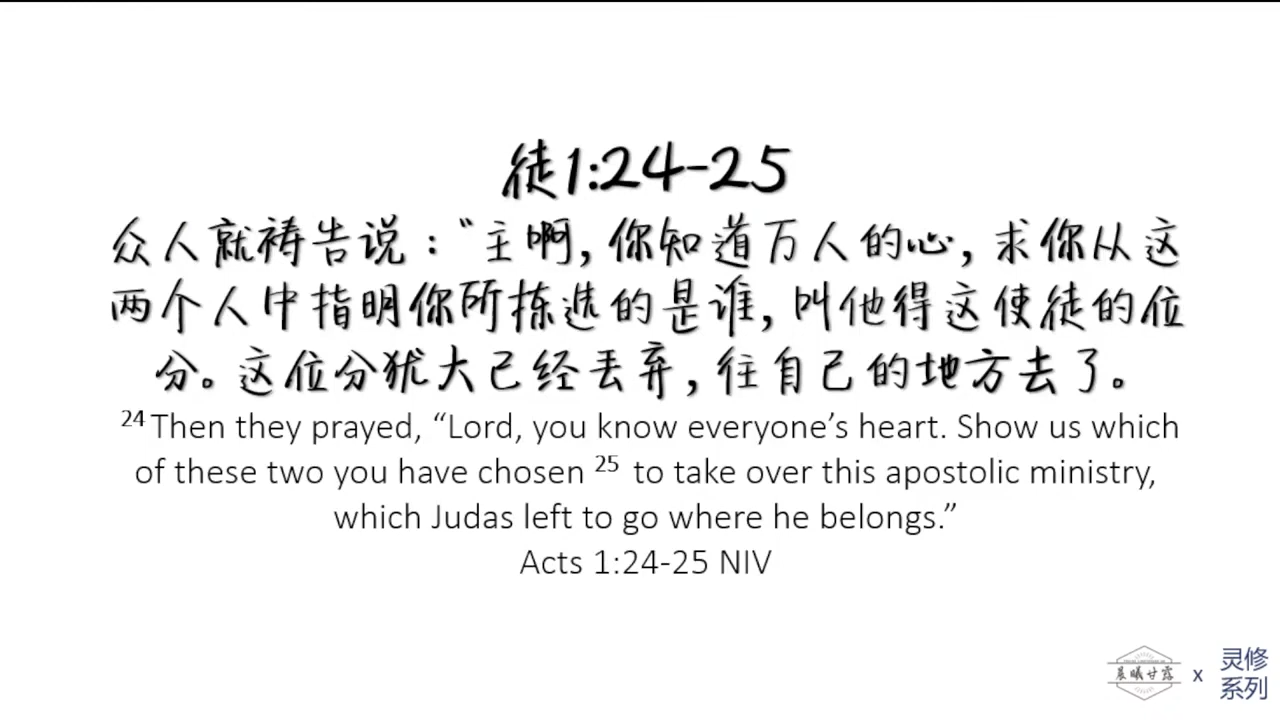 徒1:24-25
众人就祷告说：“主啊,你知道万人的心,求你从这
两个人中指明你所拣选的是谁,叫他得这使徒的位
分。这位分犹大已经丢弃,往自己的地方去了。
24 Then they prayed, “Lord, you know everyone’s heart. Show us which
of these two you have chosen 25 to take over this apostolic ministry,
which Judas left to go where he belongs.”
Acts 1:24-25 NIV
晨曦甘露 x 灵修
系列